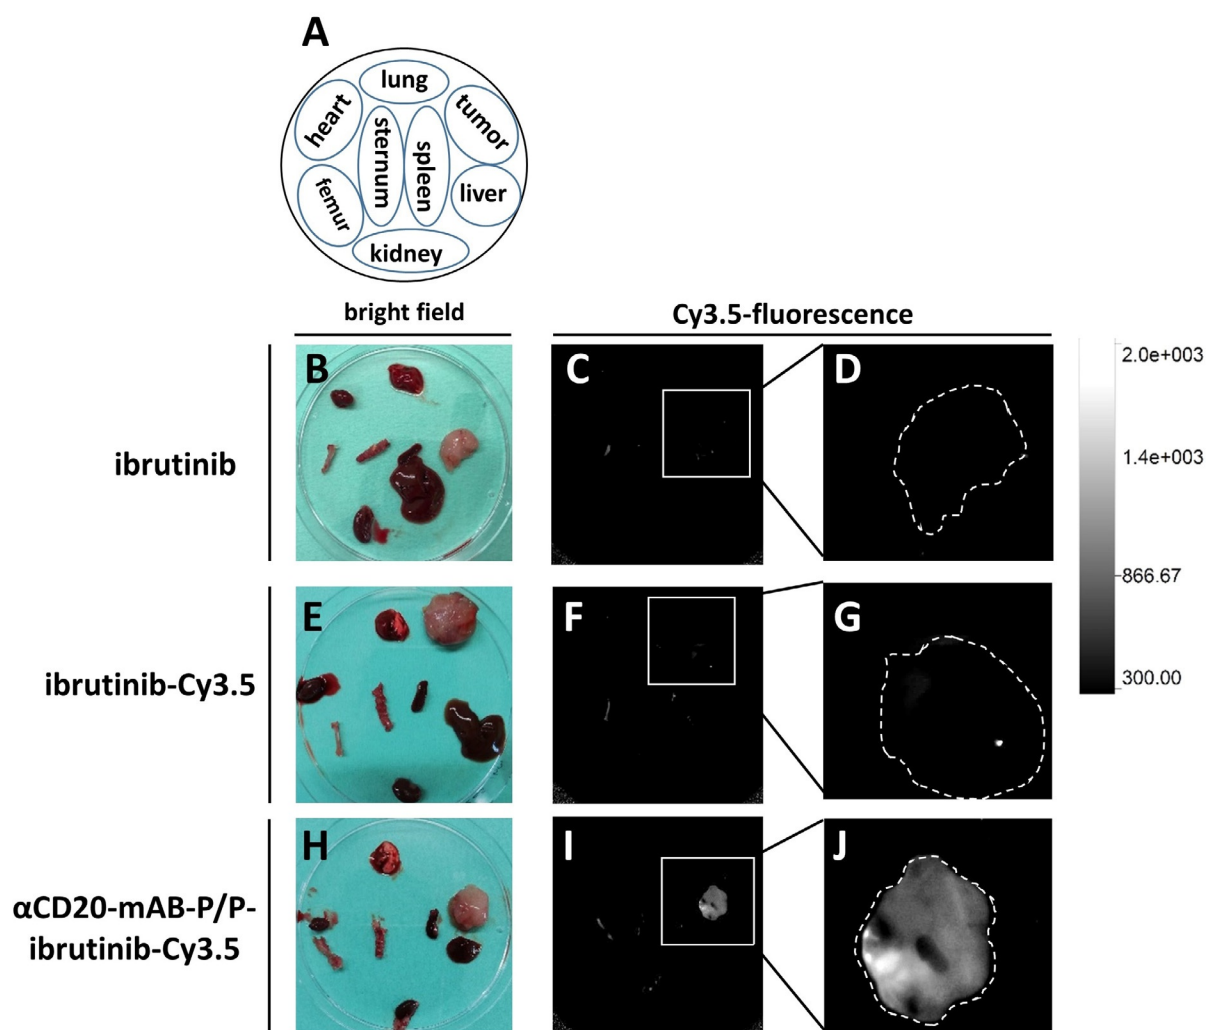 A
lung
heart
tumor
sternum
spleen
femur
liver
kidney
bright field
Cy3.5-fluorescence
B
C
D
2.0e+003
1.4e+003
866.67
300.00
ibrutinib
E
F
G
ibrutinib-Cy3.5
H
I
J
αCD20-mAB-P/P-
ibrutinib-Cy3.5